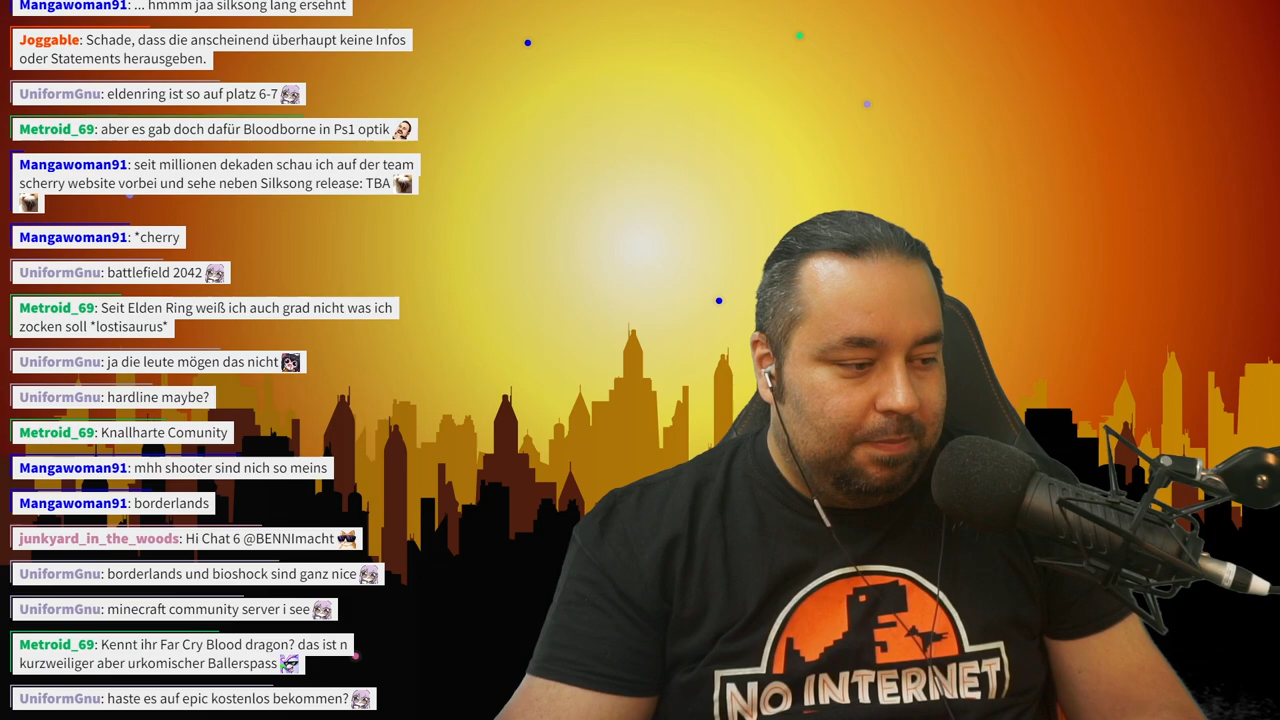 Mangawoman91: ... hmmm jaa silksong lang ersehnt
Joggable: Schade, dass die anscheinend überhaupt keine Infos
oder Statements herausgeben.
UniformGnu: eldenring ist so auf platz 6-7
Metroid_69: aber es gab doch dafür Bloodborne in Ps1 optik
Mangawoman91: seit millionen dekaden schau ich auf der team
scherry website vorbei und sehe neben Silksong release: TBA
Mangawoman91: *cherry
UniformGnu: battlefield 2042
Metroid_69: Seit Elden Ring weiß ich auch grad nicht was ich
zocken soll *lostisaurus*
UniformGnu: ja die leute mögen das nicht
UniformGnu: hardline maybe?
Metroid_69: Knallharte Comunity
Mangawoman91: mhh shooter sind nich so meins
Mangawoman91: borderlands
junkyard_in_the_woods: Hi Chat 6 @BENNImacht
UniformGnu: borderlands und bioshock sind ganz nice
UniformGnu: minecraft community server i see
Metroid_69: Kennt ihr Far Cry Blood dragon? das ist n
kurzweiliger aber urkomischer Ballerspass
UniformGnu: haste es auf epic kostenlos bekommen?
NO INTERNET